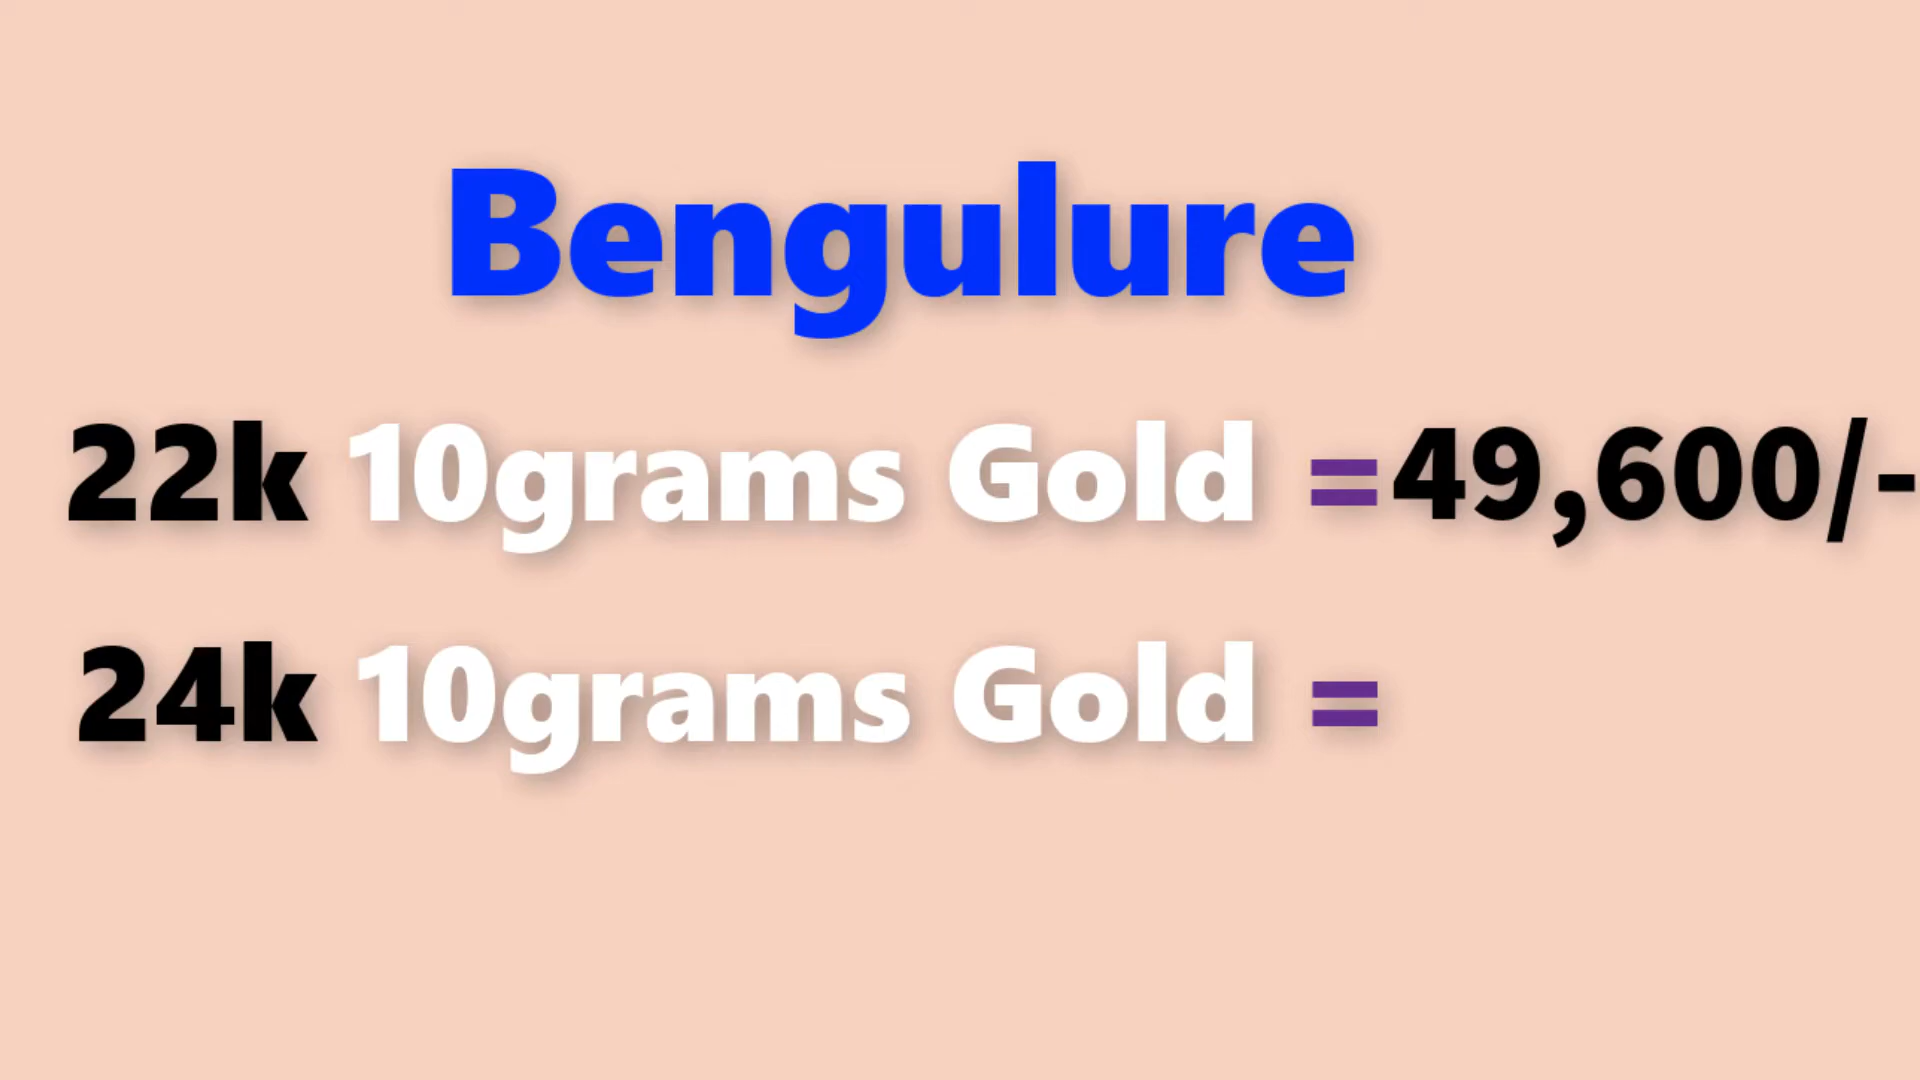 Bengulure
22k 10grams Gold =49,600/-
24k 10grams Gold =